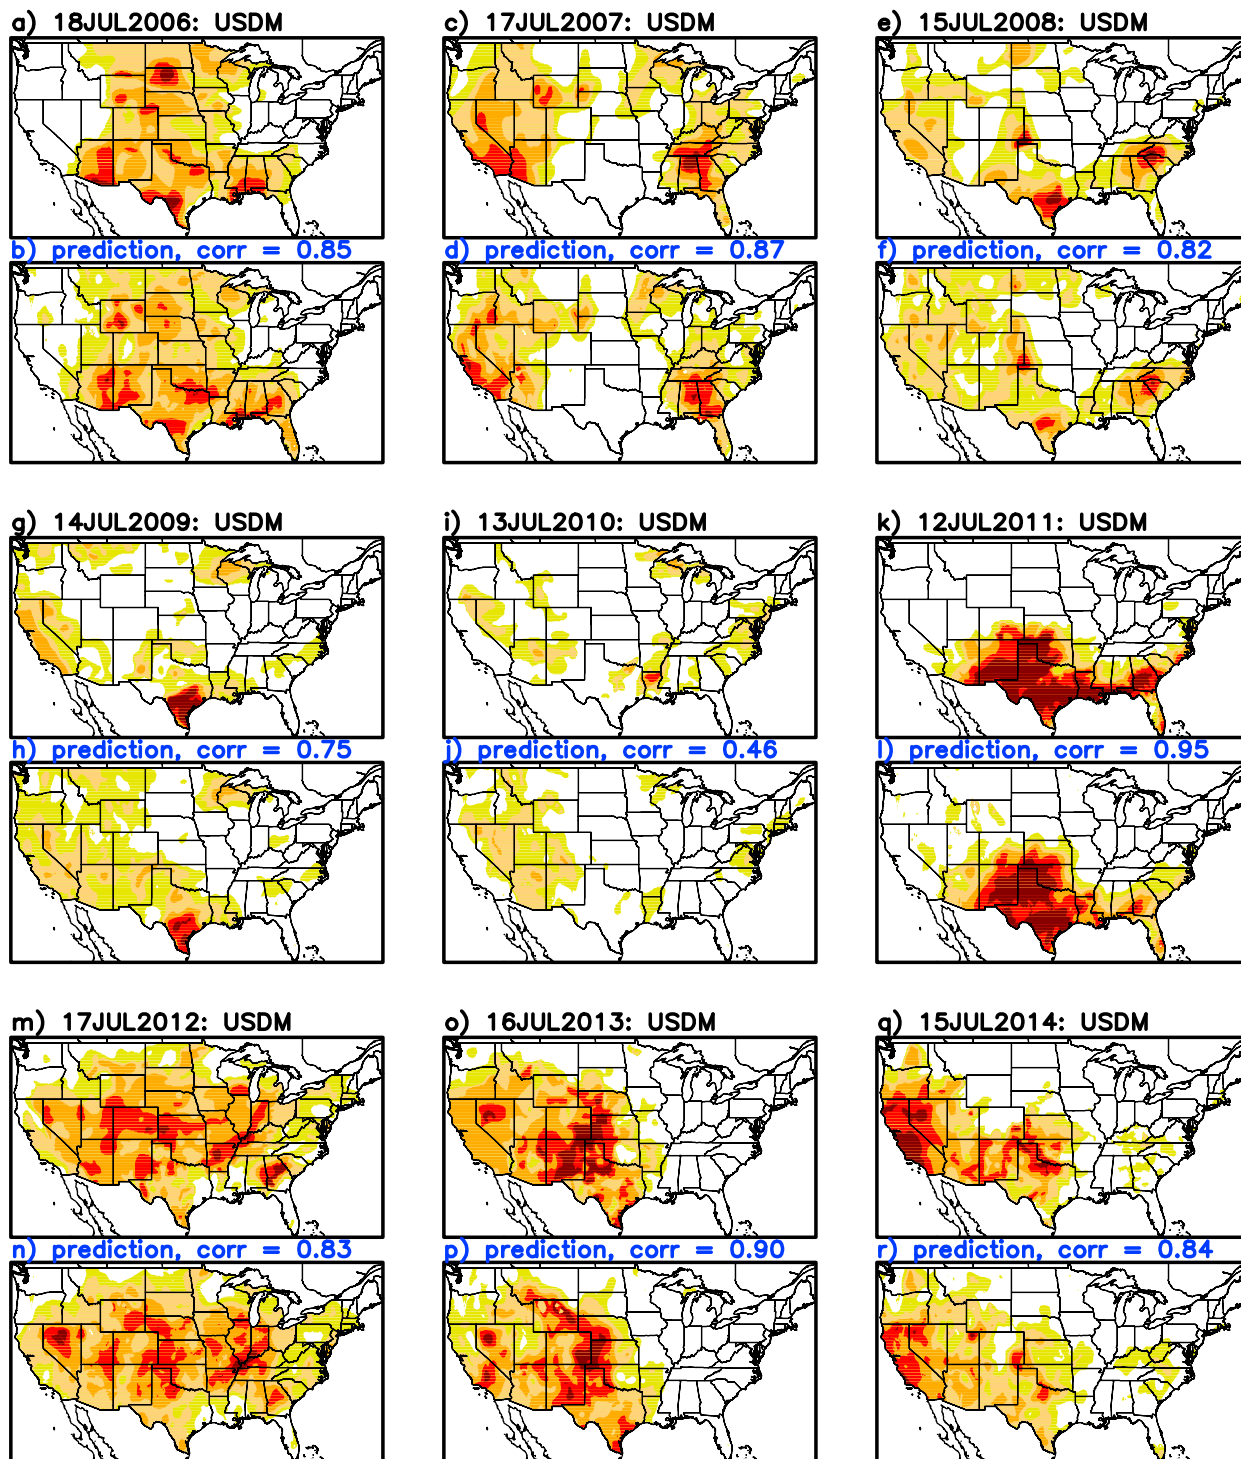 a) 18JUL2006: USDM
c) 17JUL2007: USDM
e) 15JUL2008: USDM
b) prediction, corr = 0.85
d) prediction, corr = 0.87
f) prediction, corr = 0.82
g) 14JUL2009: USDM
i) 13JUL2010: USDM
k) 12JUL2011: USDM
h) prediction, corr = 0.75
j) prediction, corr = 0.46
l) prediction, corr = 0.95
m) 17JUL2012: USDM
o) 16JUL2013: USDM
q) 15JUL2014: USDM
n) prediction, corr = 0.83
p) prediction, corr = 0.90
r) prediction, corr = 0.84